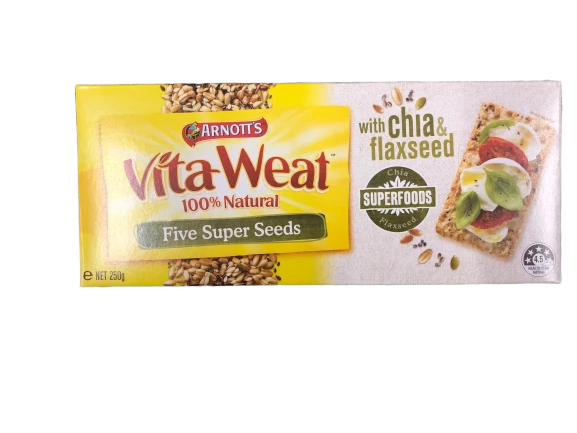 ARNOTT'S
Vita-Weat
100% Natural
Five Super Seeds
℮ NET 250g
with chia &
flaxseed
Chia
SUPERFOODS
Flaxseed
4.5